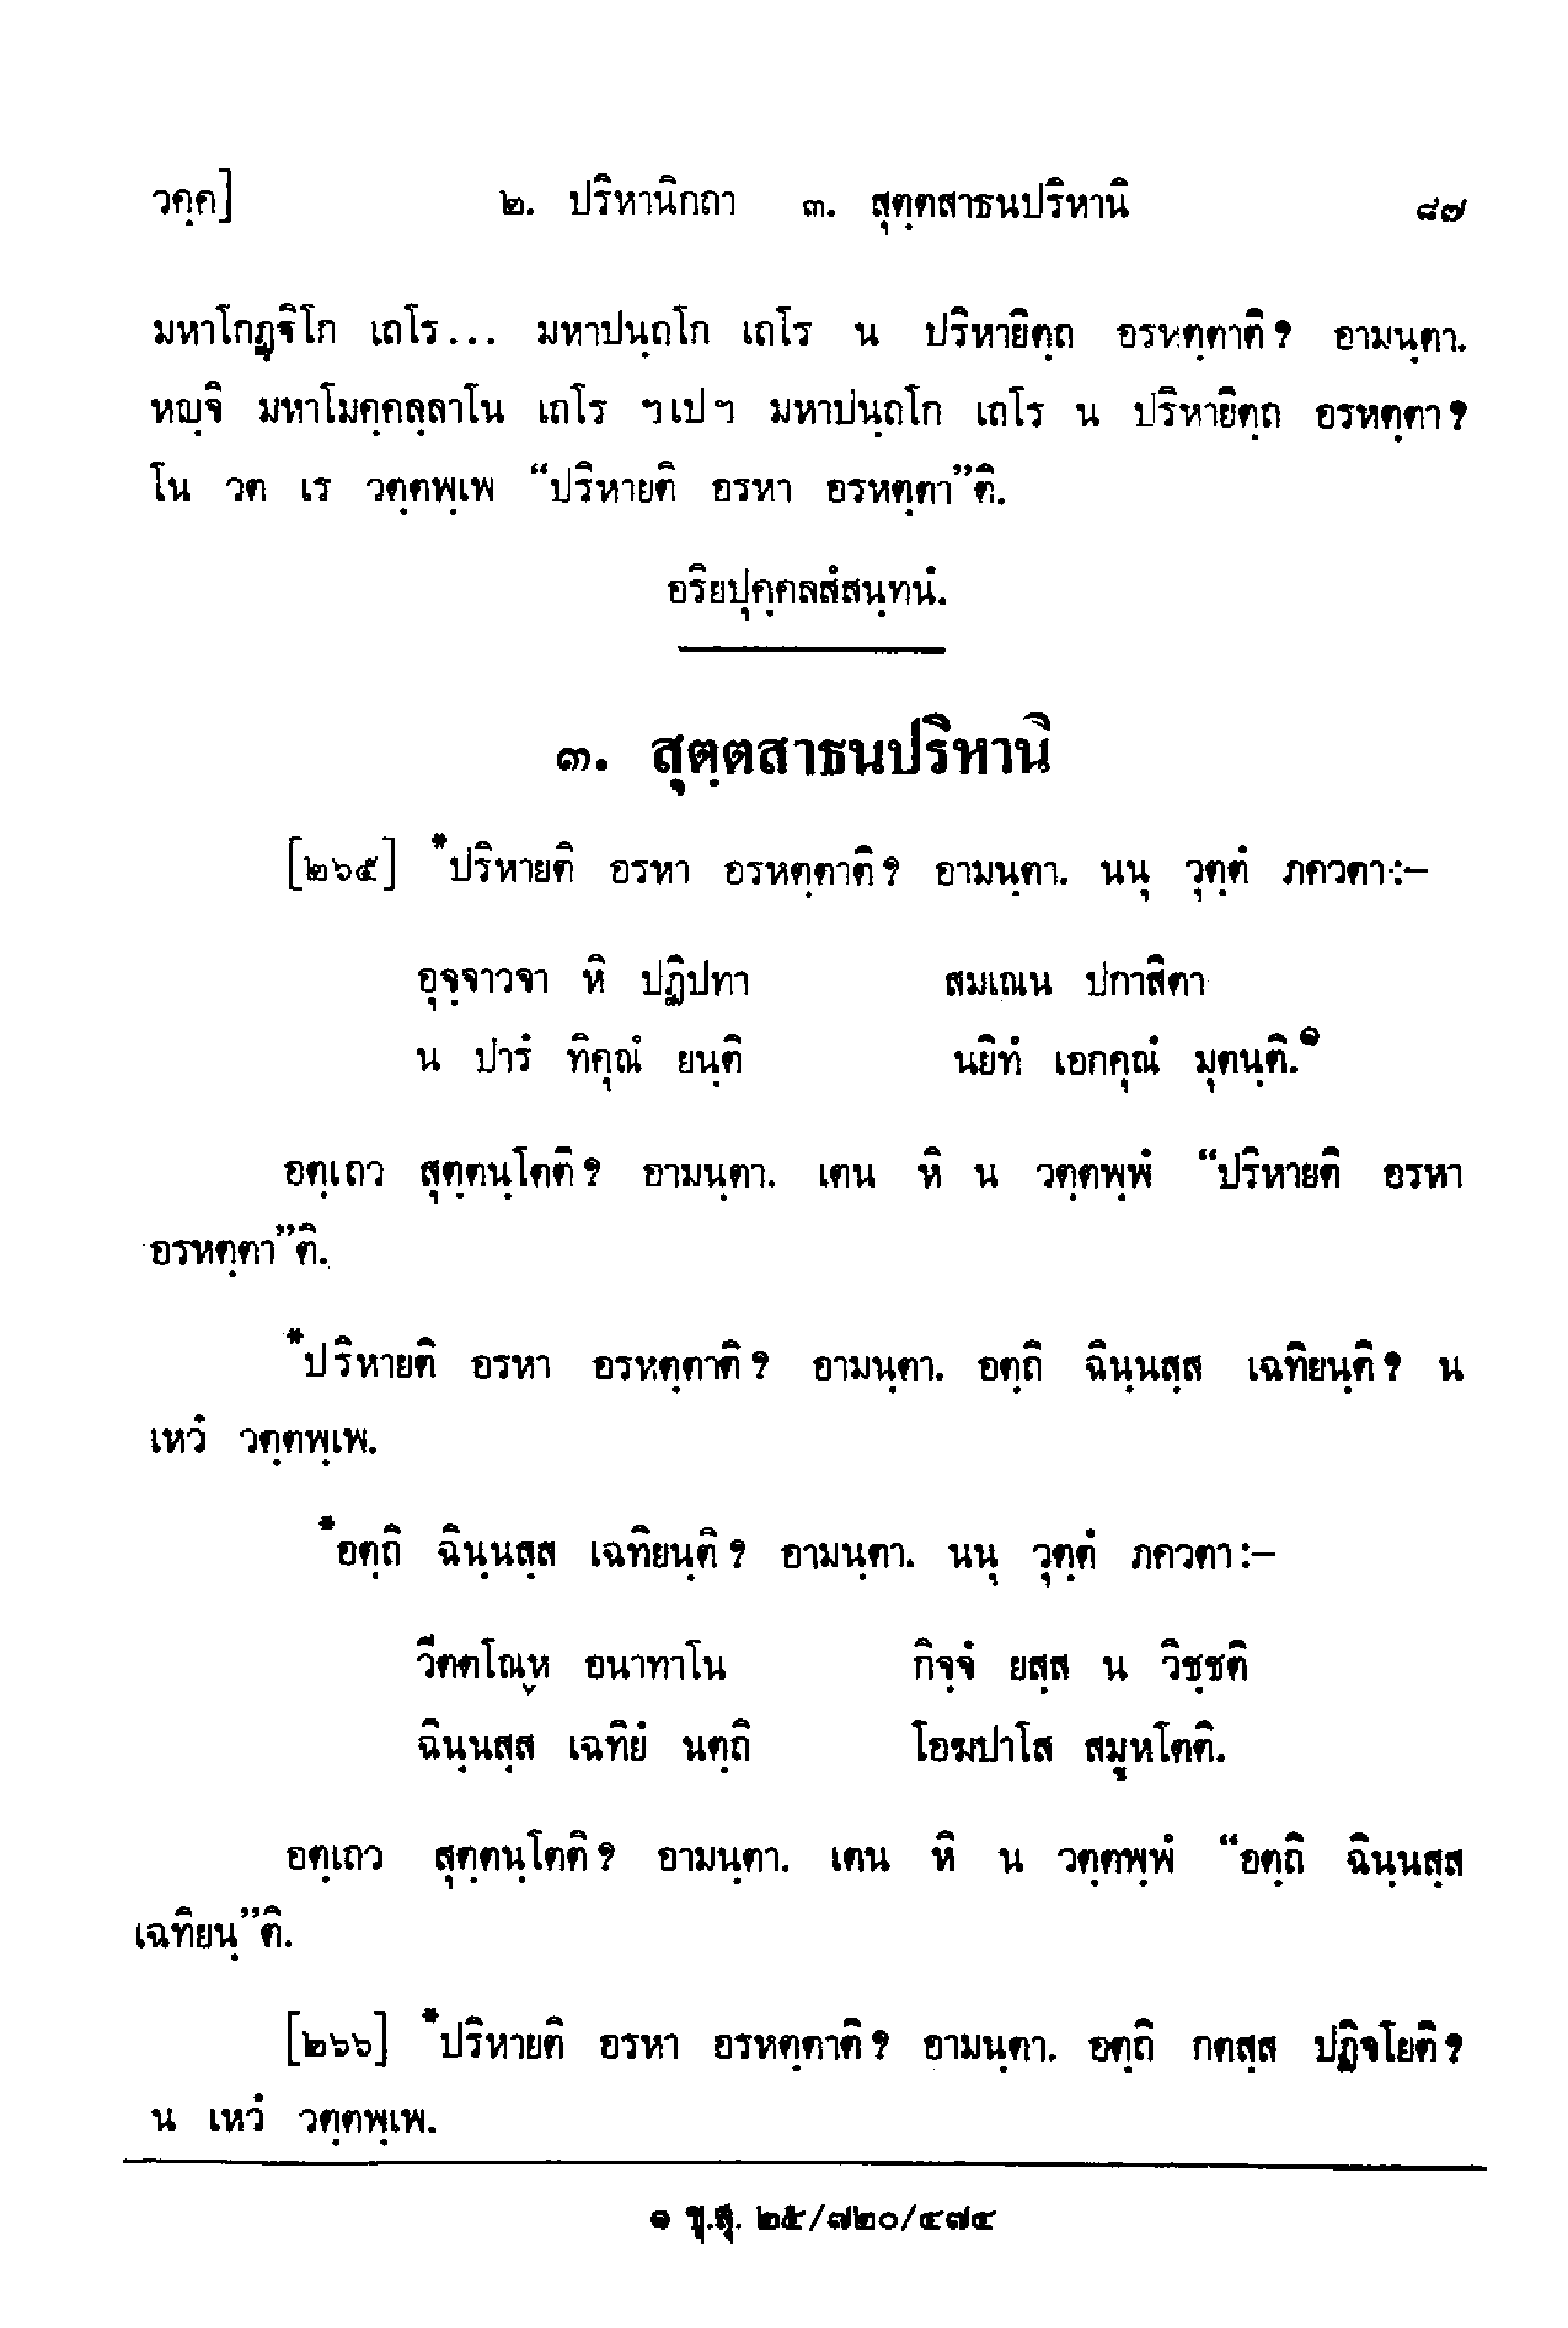 วคฺค] ๒. ปริหานิกถา ๓. สุตฺตสาธนปริหานิ ๘๗
มหาโกฏฺฐิโก เถโร... มหาปนฺถโก เถโร น ปริหายิตฺถ อรหตฺตาติ? อามนฺตา.
หญฺจิ มหาโมคฺคลฺลาโน เถโร ฯเปฯ มหาปนฺถโก เถโร น ปริหายิตฺถ อรหตฺตา?
โน วต เร วตฺตพฺเพ “ปริหายติ อรหา อรหตฺตา”ติ.
อริยปุคฺคลสํสนฺทนํ.
๓. สุตฺตสาธนปริหานิ
[๒๖๕] *ปริหายติ อรหา อรหตฺตาติ? อามนฺตา. นนุ วุตฺตํ ภควตา:–
อุจฺจาวจา หิ ปฏิปทา สมเณน ปกาสิตา
น ปารํ ทิคุณํ ยนฺติ นยิทํ เอกคุณํ มุตนฺติ.๑
อตฺเถว สุตฺตนฺโตติ? อามนฺตา. เตน หิ น วตฺตพฺพํ “ปริหายติ อรหา
อรหตฺตา”ติ.
*ปริหายติ อรหา อรหตฺตาติ? อามนฺตา. อตฺถิ ฉินฺนสฺส เฉทิยนฺติ? น
เหวํ วตฺตพฺเพ.
*อตฺถิ ฉินฺนสฺส เฉทิยนฺติ? อามนฺตา. นนุ วุตฺตํ ภควตา:–
วีตตโณฺห อนาทาโน กิจฺจํ ยสฺส น วิชฺชติ
ฉินฺนสฺส เฉทิยํ นตฺถิ โอฆปาโส สมูหโตติ.
อตฺเถว สุตฺตนฺโตติ? อามนฺตา. เตน หิ น วตฺตพฺพํ “อตฺถิ ฉินฺนสฺส
เฉทิยนฺ”ติ.
[๒๖๖] *ปริหายติ อรหา อรหตฺตาติ? อามนฺตา. อตฺถิ กตสฺส ปฏิจโยติ?
น เหวํ วตฺตพฺเพ.
๑ ขุ.สุ. ๒๕/๗๒๐/๔๗๔